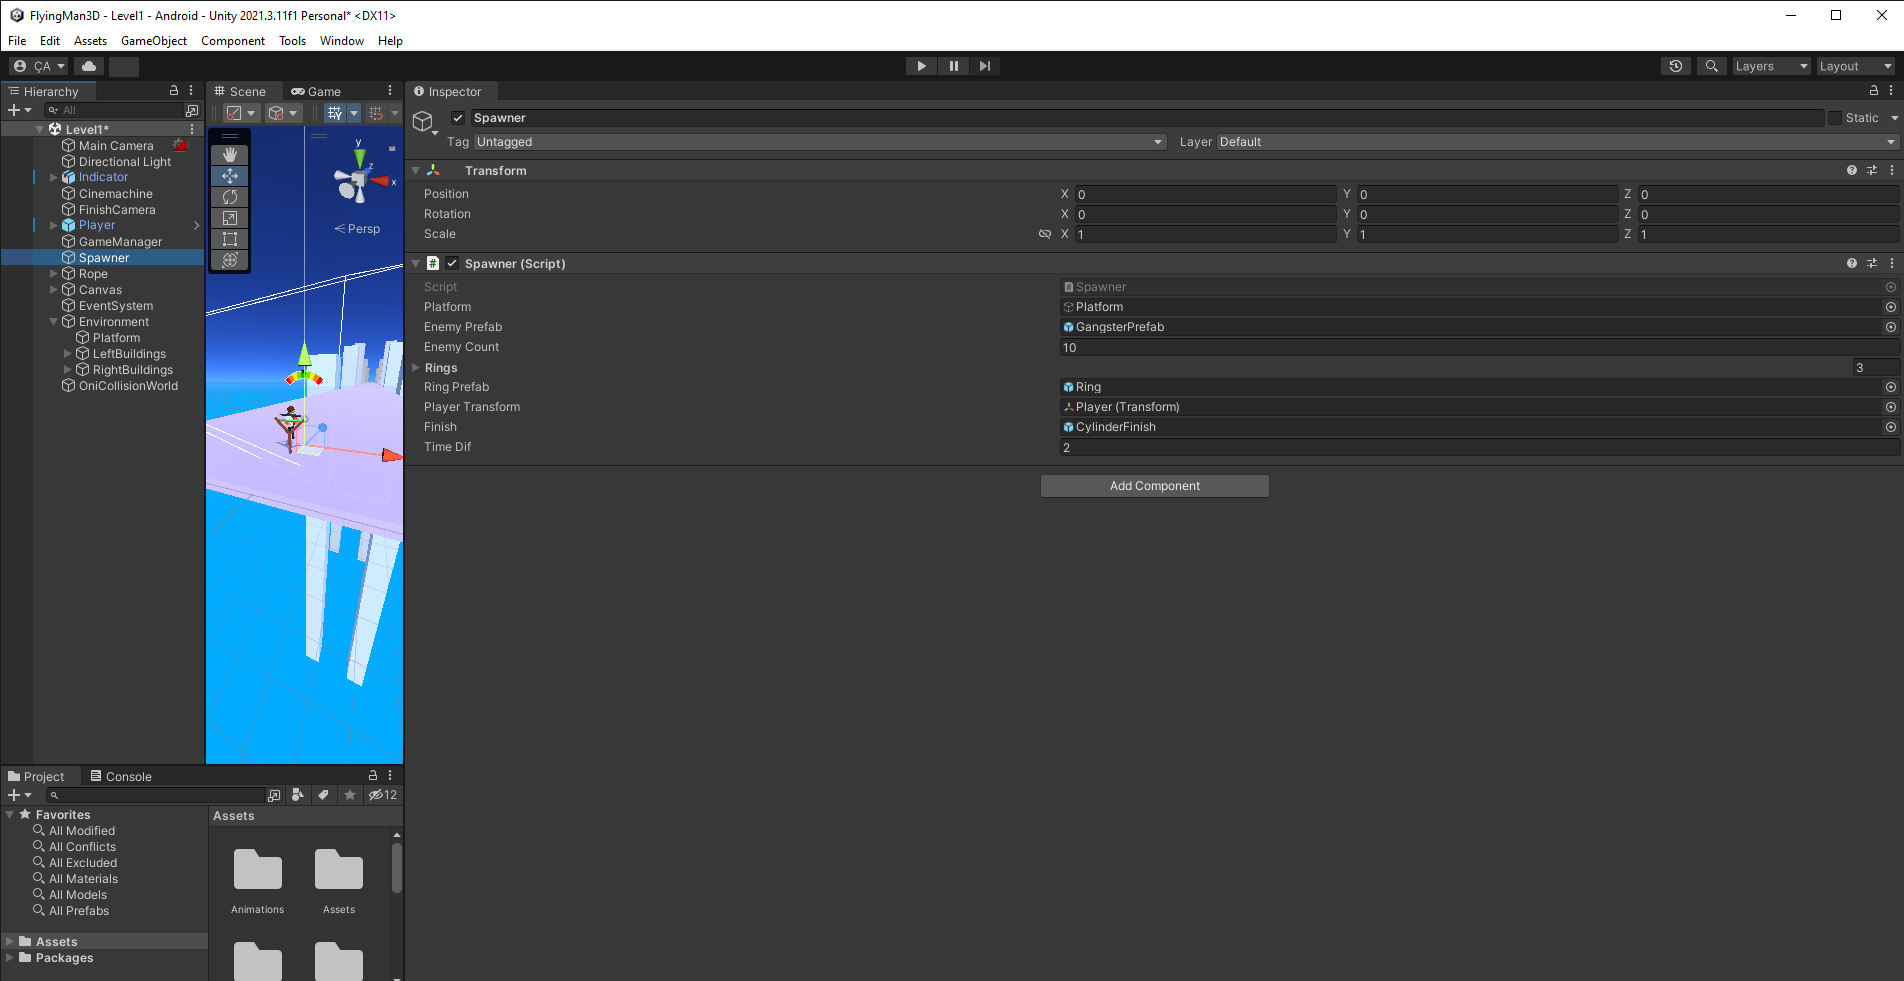 FlyingMan3D - Level1 - Android - Unity 2021.3.11f1 Personal* <DX11>
File Edit Assets GameObject Component Tools Window Help
ÇA Layers Layout
Hierarchy
All
Level1*
Main Camera
Directional Light
Indicator
Cinemachine
FinishCamera
Player
GameManager
Spawner
Rope
Canvas
EventSystem
Environment
Platform
LeftBuildings
RightBuildings
OniCollisionWorld
Scene Game
Y
y
z
x
Persp
Inspector
Spawner Static
Tag Untagged Layer Default
Transform
Position X 0 Y 0 Z 0
Rotation X 0 Y 0 Z 0
Scale X 1 Y 1 Z 1
# Spawner (Script)
Script Spawner
Platform Platform
Enemy Prefab GangsterPrefab
Enemy Count 10
Rings 3
Ring Prefab Ring
Player Transform Player (Transform)
Finish CylinderFinish
Time Dif 2
Add Component
Project Console
12
Favorites
All Modified
All Conflicts
All Excluded
All Materials
All Models
All Prefabs
Assets
Packages
Assets
Animations Assets